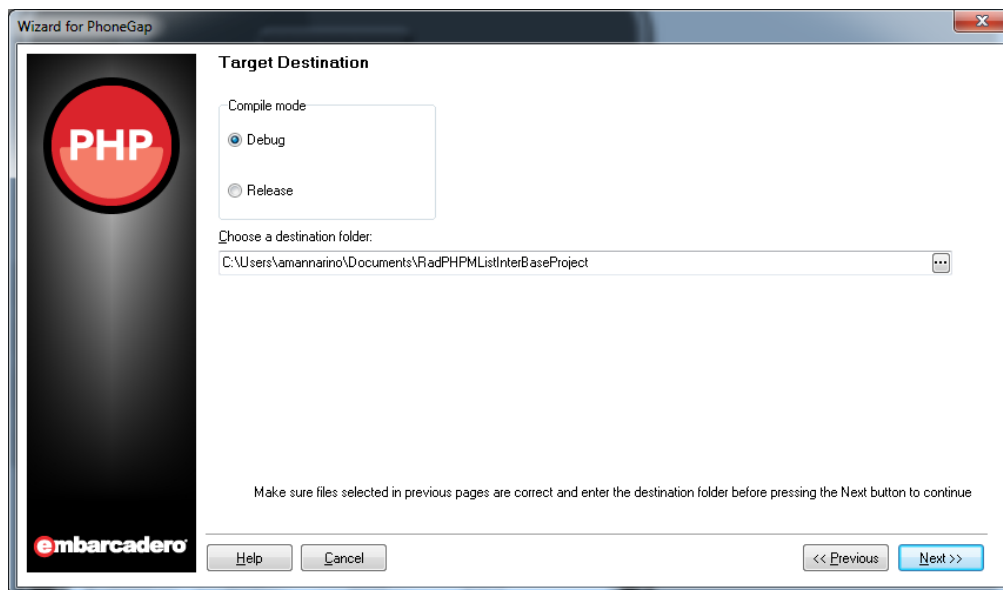 Wizard for PhoneGap
Target Destination
PHP
Compile mode
Debug
Release
Choose a destination folder:
C:\Users\amannarino\Documents\RadPHPMListInterBaseProject
...
Make sure files selected in previous pages are correct and enter the destination folder before pressing the Next button to continue
embarcadero
Help
Cancel
<< Previous
Next >>